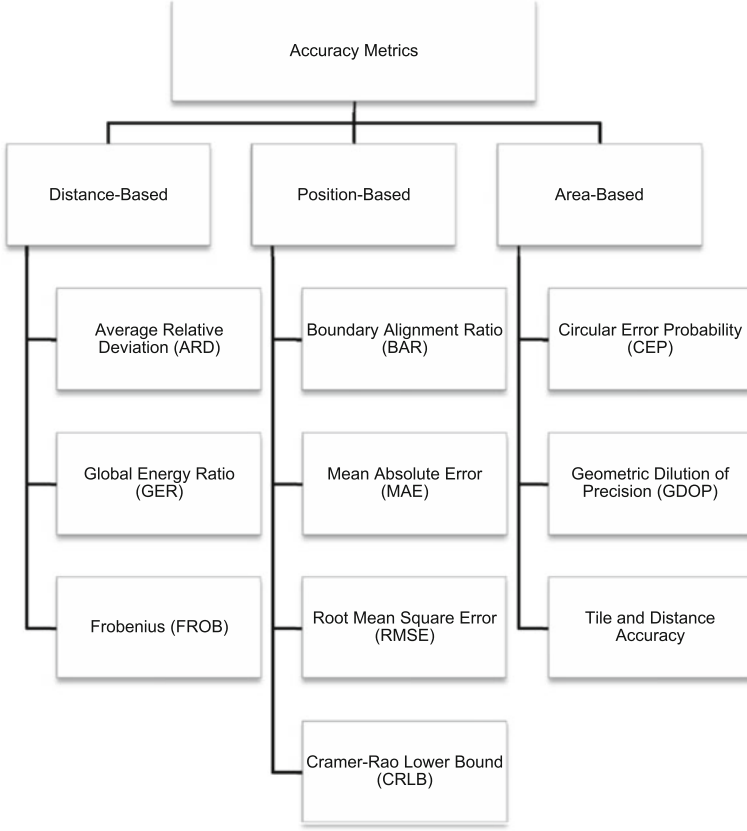 Accuracy Metrics
Distance-Based
Position-Based
Area-Based
Average Relative
Deviation (ARD)
Boundary Alignment Ratio
(BAR)
Circular Error Probability
(CEP)
Global Energy Ratio
(GER)
Mean Absolute Error
(MAE)
Geometric Dilution of
Precision (GDOP)
Frobenius (FROB)
Root Mean Square Error
(RMSE)
Tile and Distance
Accuracy
Cramer-Rao Lower Bound
(CRLB)